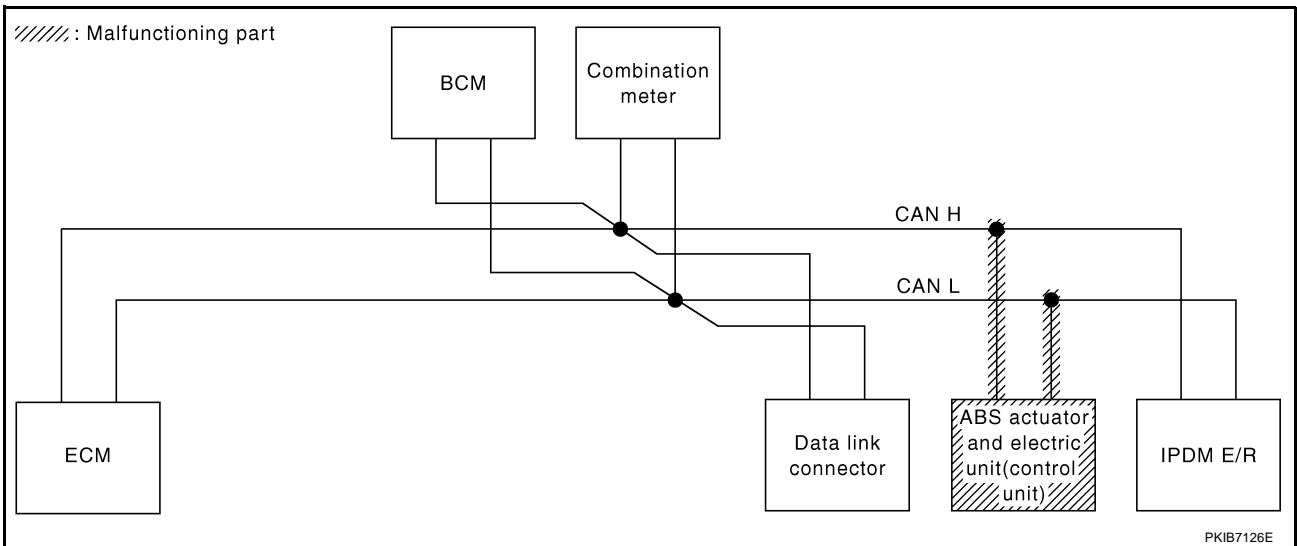 : Malfunctioning part
BCM
Combination
meter
CAN H
CAN L
ECM
Data link
connector
ABS actuator
and electric
unit(control
unit)
IPDM E/R
PKIB7126E